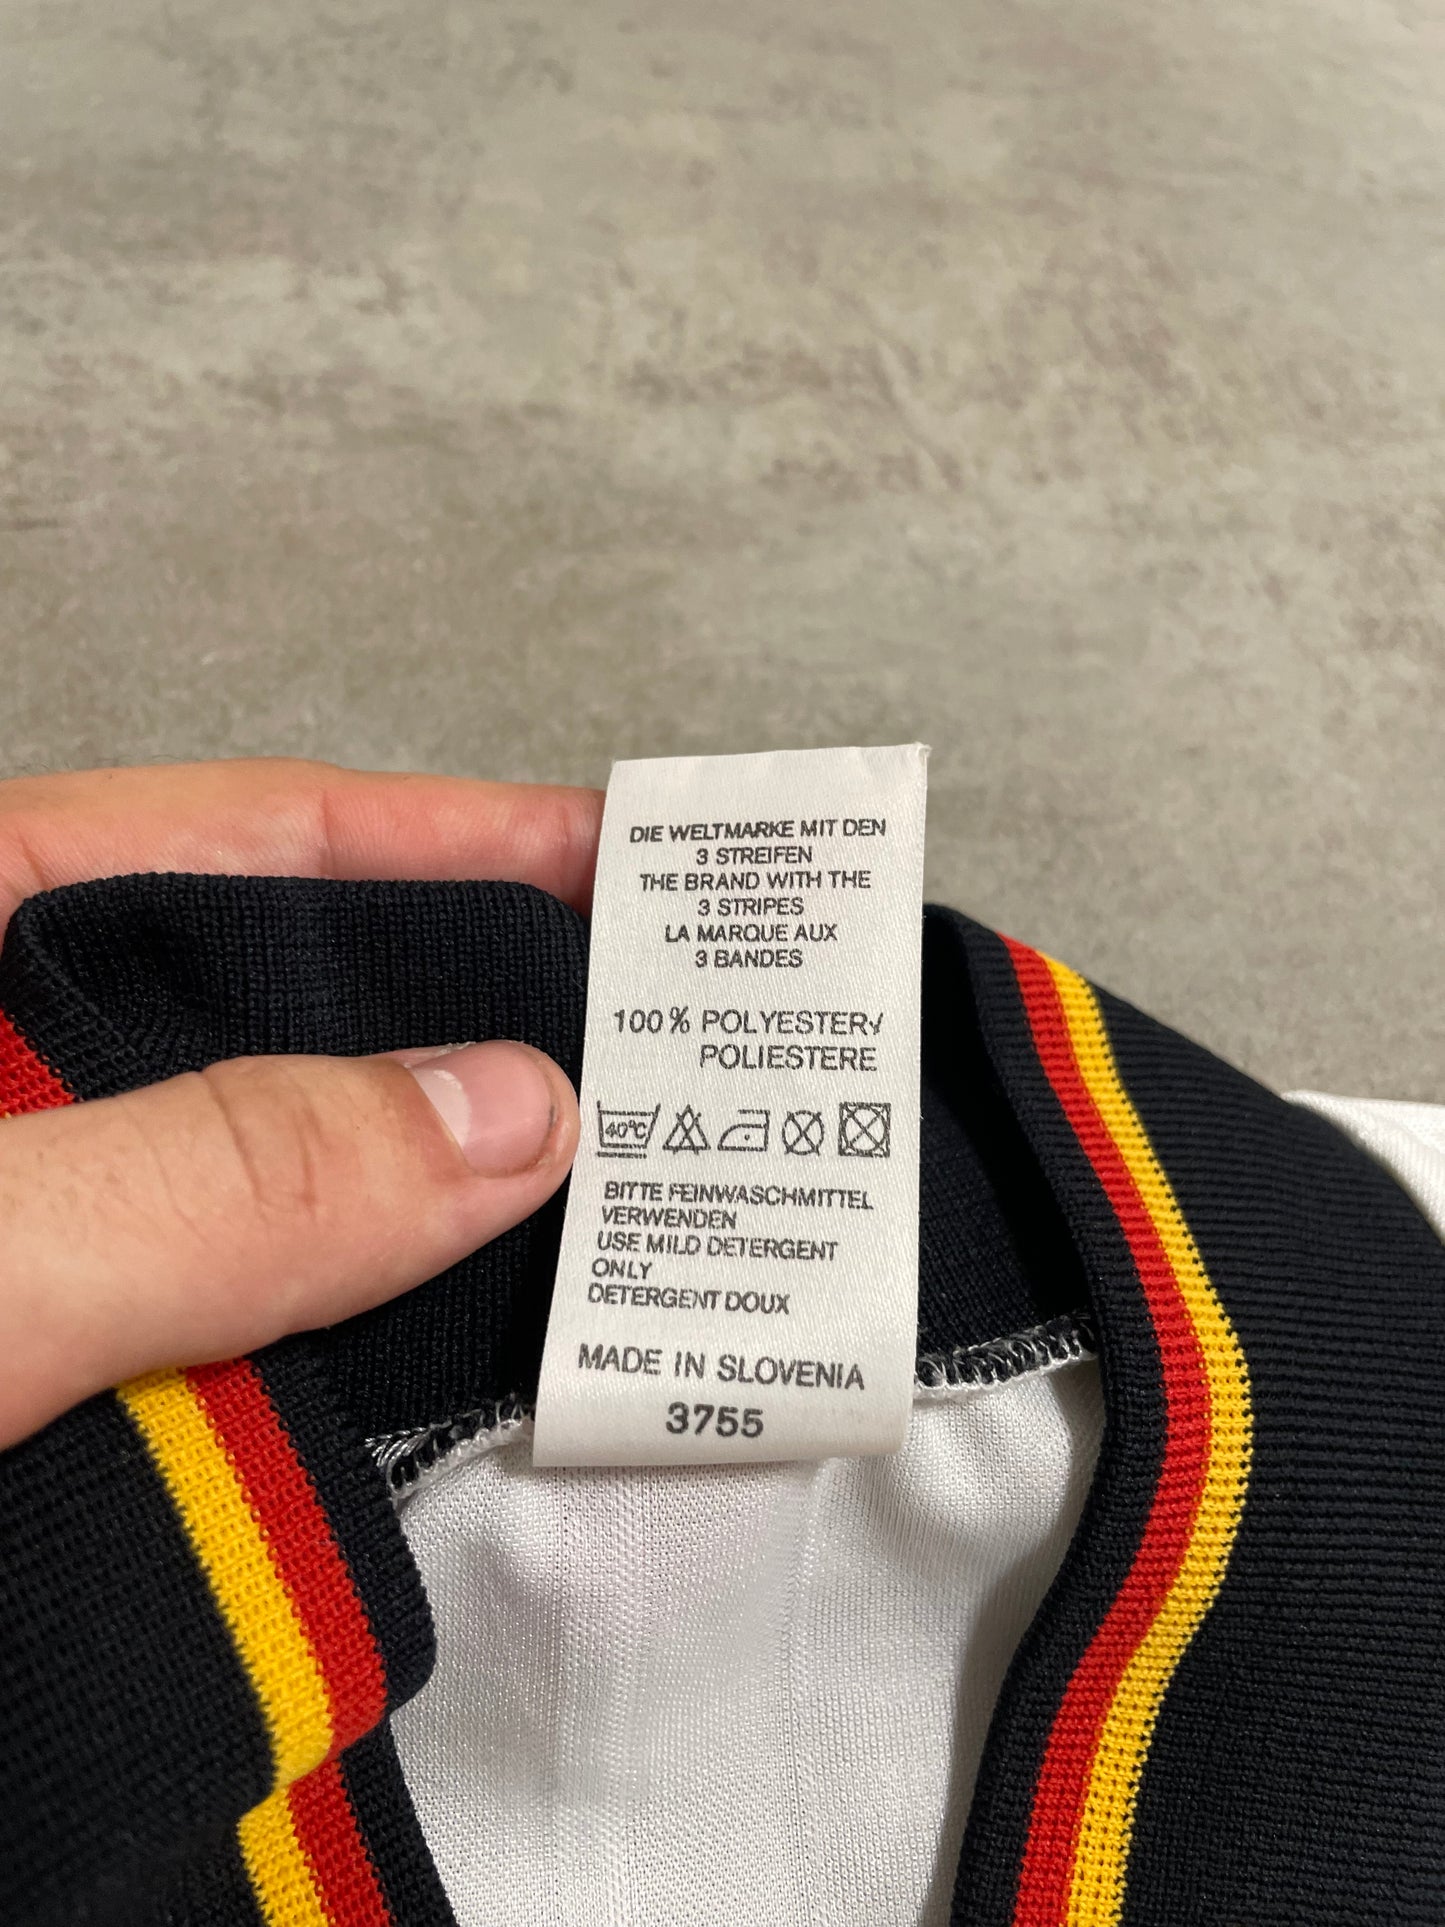 DIE WELTMARKE MIT DEN
3 STREIFEN
THE BRAND WITH THE
3 STRIPES
LA MARQUE AUX
3 BANDES
100% POLYESTER/
POLIESTERE
40°C
BITTE FEINWASCHMITTEL
VERWENDEN
USE MILD DETERGENT
ONLY
DETERGENT DOUX
MADE IN SLOVENIA
3755